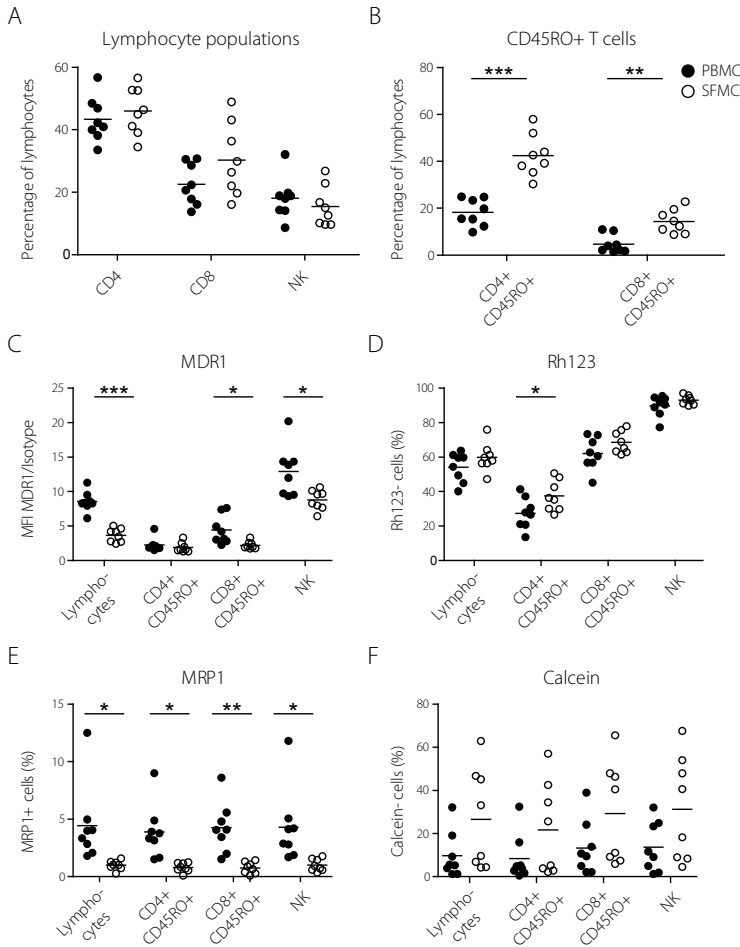 A
Lymphocyte populations
Percentage of lymphocytes
60
40
20
0
CD4
CD8
NK
B
CD45RO+ T cells
Percentage of lymphocytes
80
60
40
20
0
***
**
PBMC
SFMC
CD4+
CD45RO+
CD8+
CD45RO+
C
MDR1
MFI MDR1/Isotype
25
20
15
10
5
0
***
*
*
Lympho-
cytes
CD4+
CD45RO+
CD8+
CD45RO+
NK
D
Rh123
Rh123- cells (%)
100
80
60
40
20
0
*
Lympho-
cytes
CD4+
CD45RO+
CD8+
CD45RO+
NK
E
MRP1
MRP1+ cells (%)
15
10
5
0
*
*
**
*
Lympho-
cytes
CD4+
CD45RO+
CD8+
CD45RO+
NK
F
Calcein
Calcein- cells (%)
80
60
40
20
0
Lympho-
cytes
CD4+
CD45RO+
CD8+
CD45RO+
NK